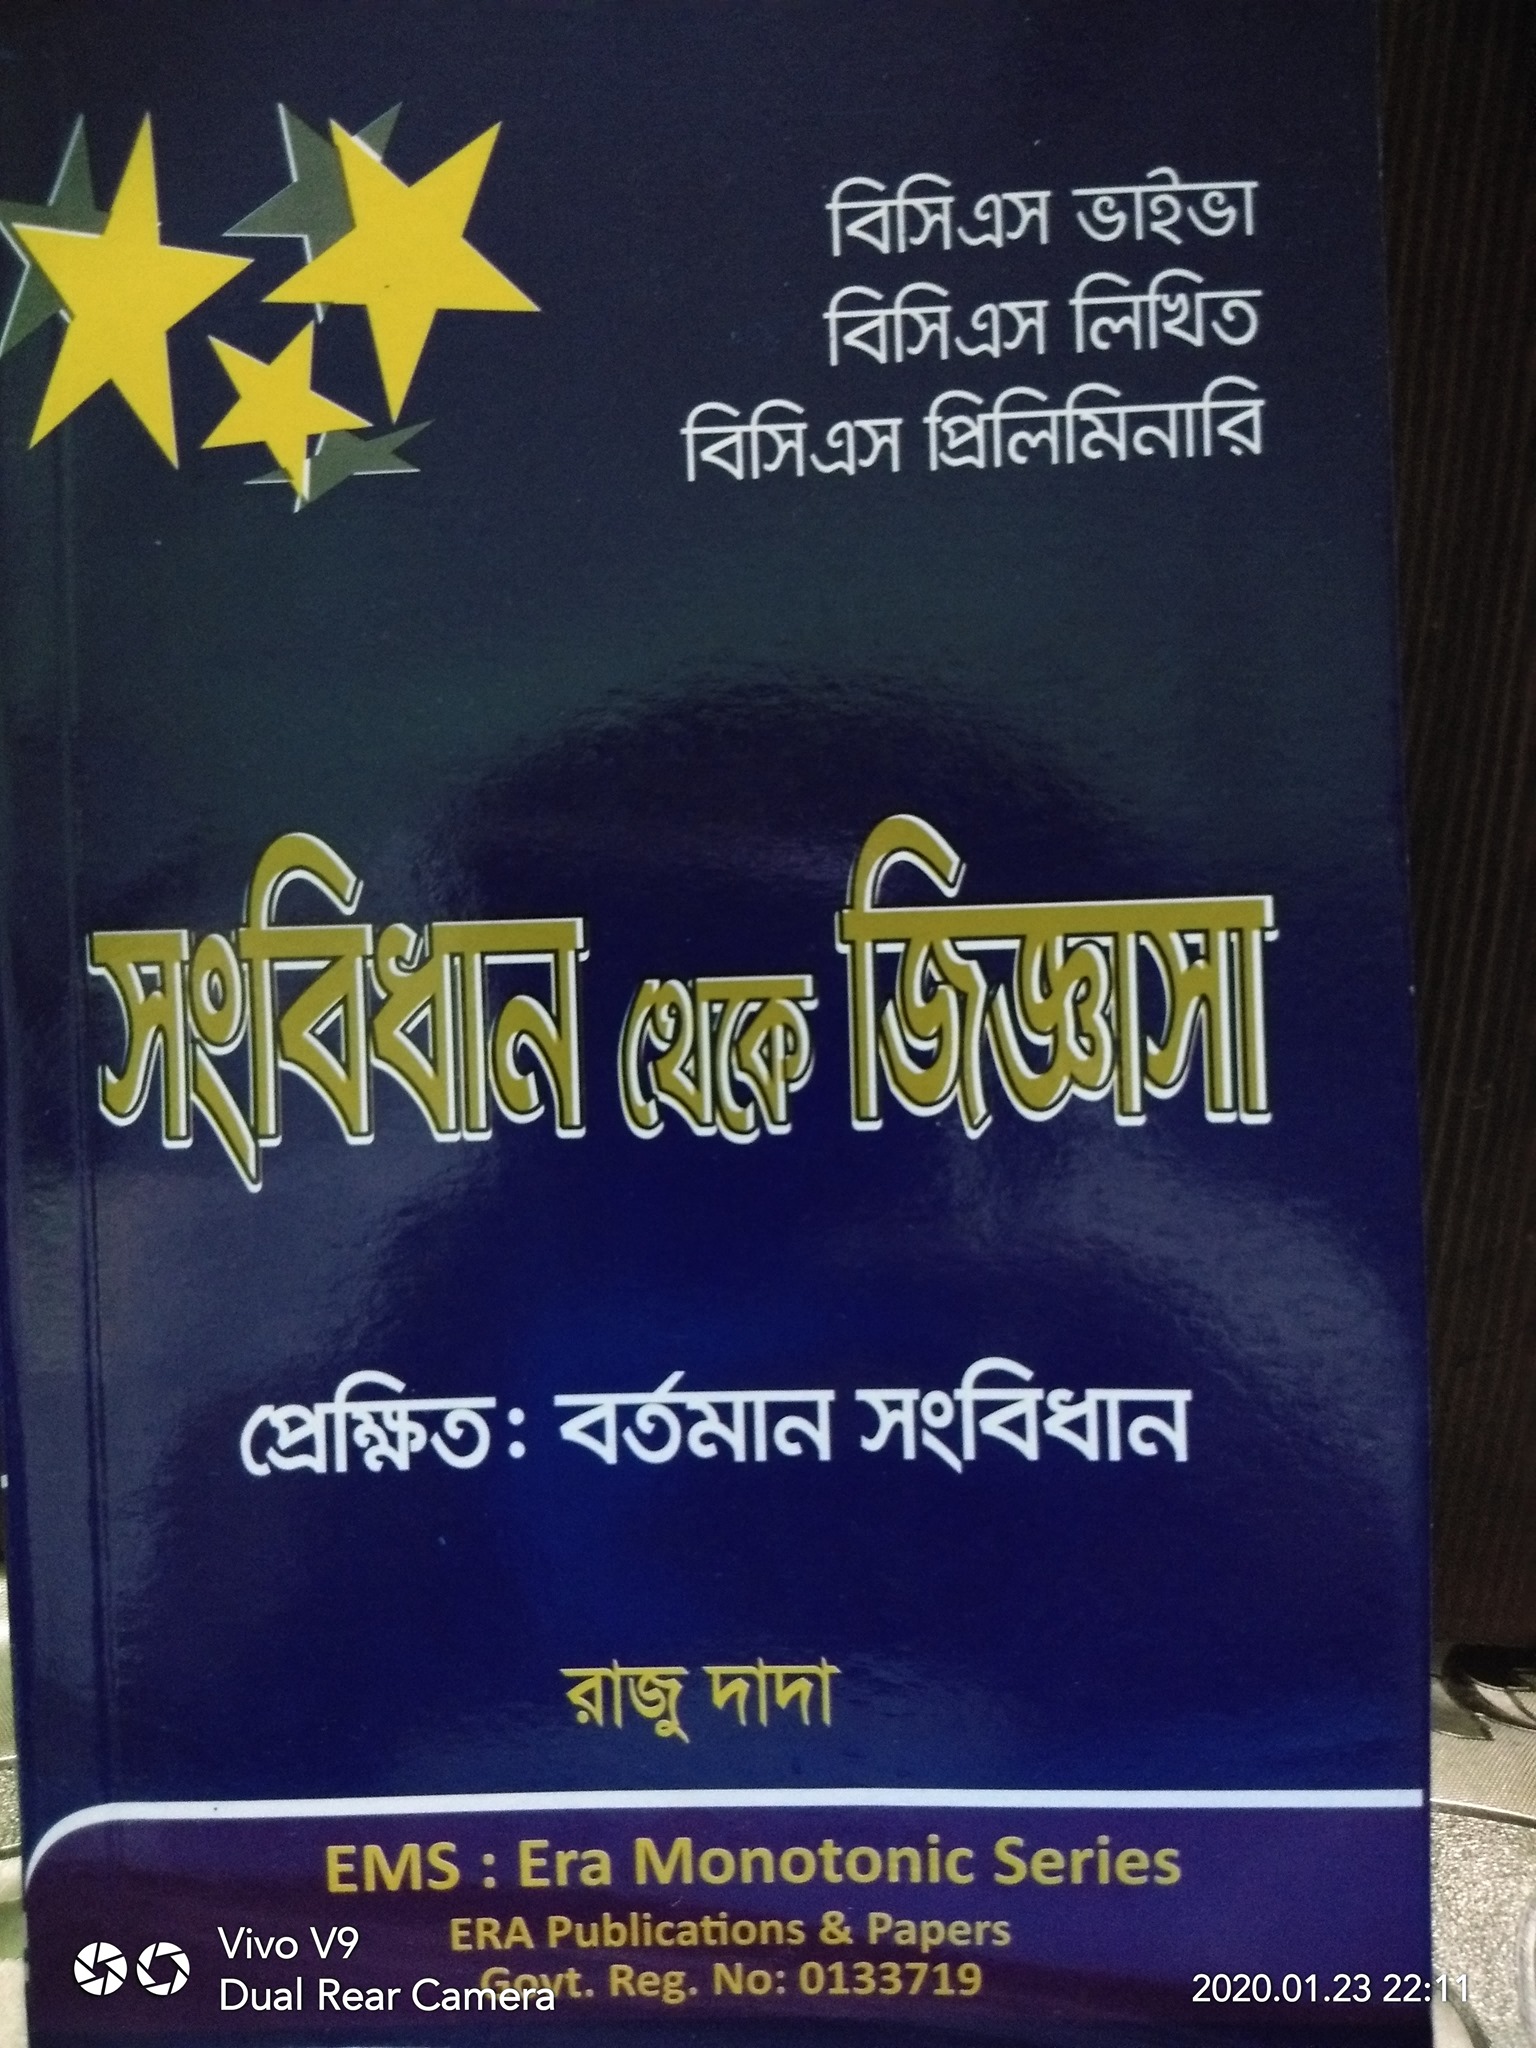 বিসিএস ভাইভা
বিসিএস লিখিত
বিসিএস প্রিলিমিনারি
সংবিধান থেকে জিজ্ঞাসা
প্রেক্ষিত : বর্তমান সংবিধান
রাজু দাদা
EMS : Era Monotonic Series
ERA Publications & Papers
Govt. Reg. No: 0133719
Vivo V9
Dual Rear Camera
2020.01.23 22:11